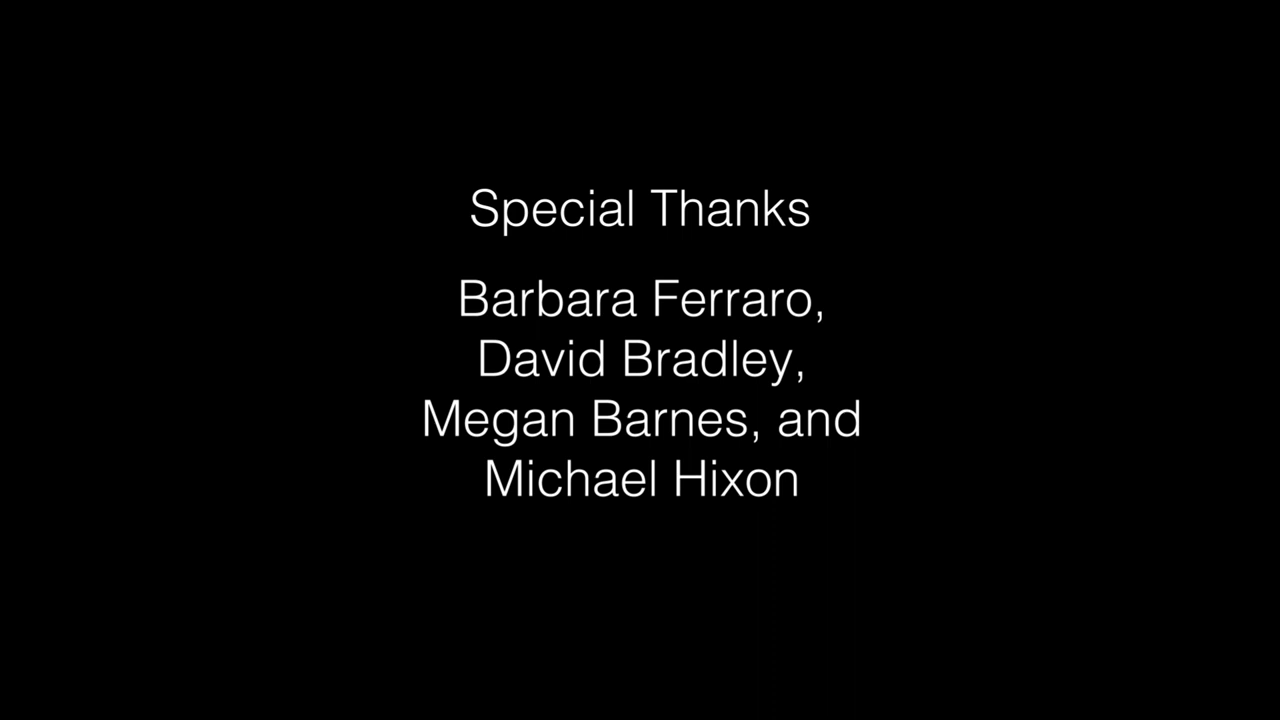 Special Thanks
Barbara Ferraro,
David Bradley,
Megan Barnes, and
Michael Hixon